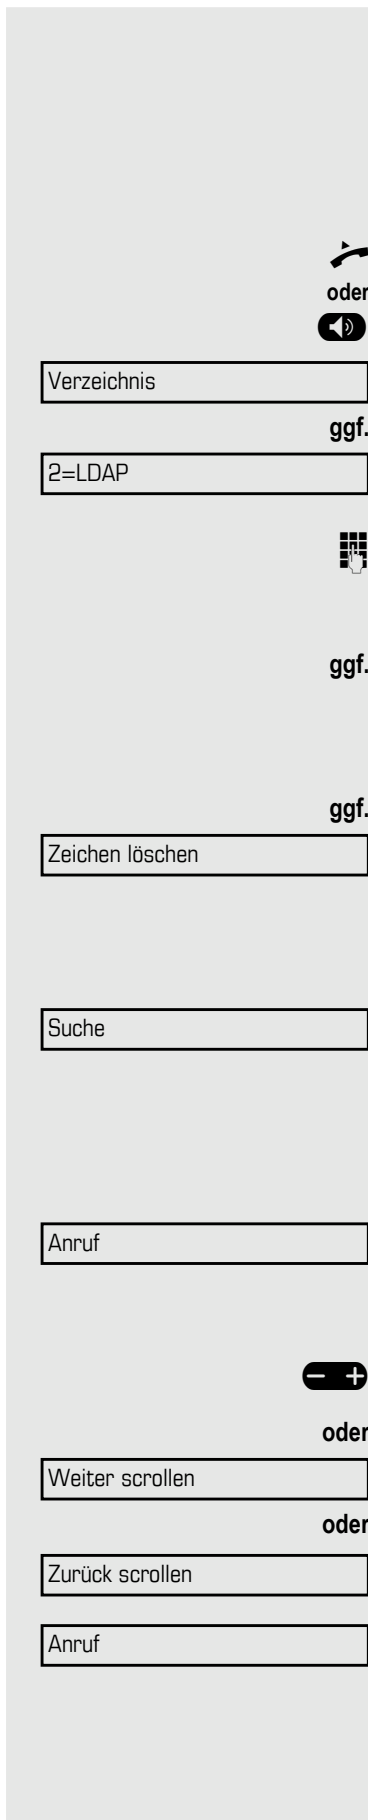 oder
Verzeichnis
ggf.
2=LDAP
ggf.
ggf.
Zeichen löschen
Suche
Anruf
oder
Weiter scrollen
oder
Zurück scrollen
Anruf